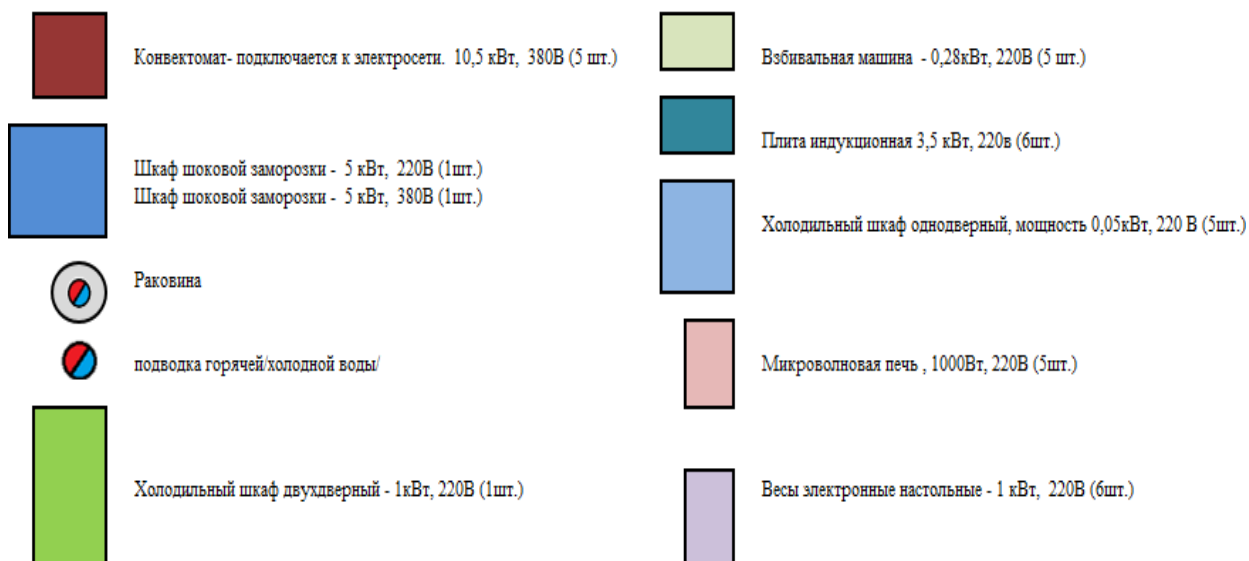 Конвектомат- подключается к электросети. 10,5 кВт, 380В (5 шт.)
Шкаф шоковой заморозки - 5 кВт, 220В (1шт.)
Шкаф шоковой заморозки - 5 кВт, 380В (1шт.)
Раковина
подводка горячей/холодной воды/
Холодильный шкаф двухдверный - 1кВт, 220В (1шт.)
Взбивальная машина - 0,28кВт, 220В (5 шт.)
Плита индукционная 3,5 кВт, 220в (6шт.)
Холодильный шкаф однодверный, мощность 0,05кВт, 220 В (5шт.)
Микроволновая печь , 1000Вт, 220В (5шт.)
Весы электронные настольные - 1 кВт, 220В (6шт.)